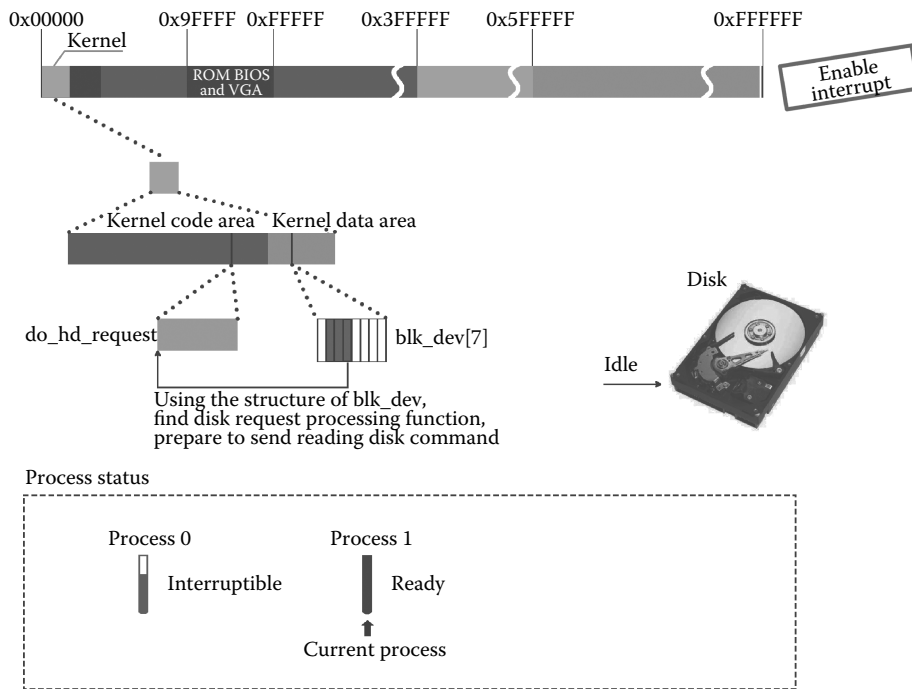 0x00000 0x9FFFF 0xFFFFF 0x3FFFFF 0x5FFFFF 0xFFFFFF
Kernel
ROM BIOS
and VGA
Enable
interrupt
Kernel code area Kernel data area
do_hd_request
blk_dev[7]
Disk
Idle
Using the structure of blk_dev,
find disk request processing function,
prepare to send reading disk command
Process status
Process 0 Process 1
Interruptible Ready
Current process